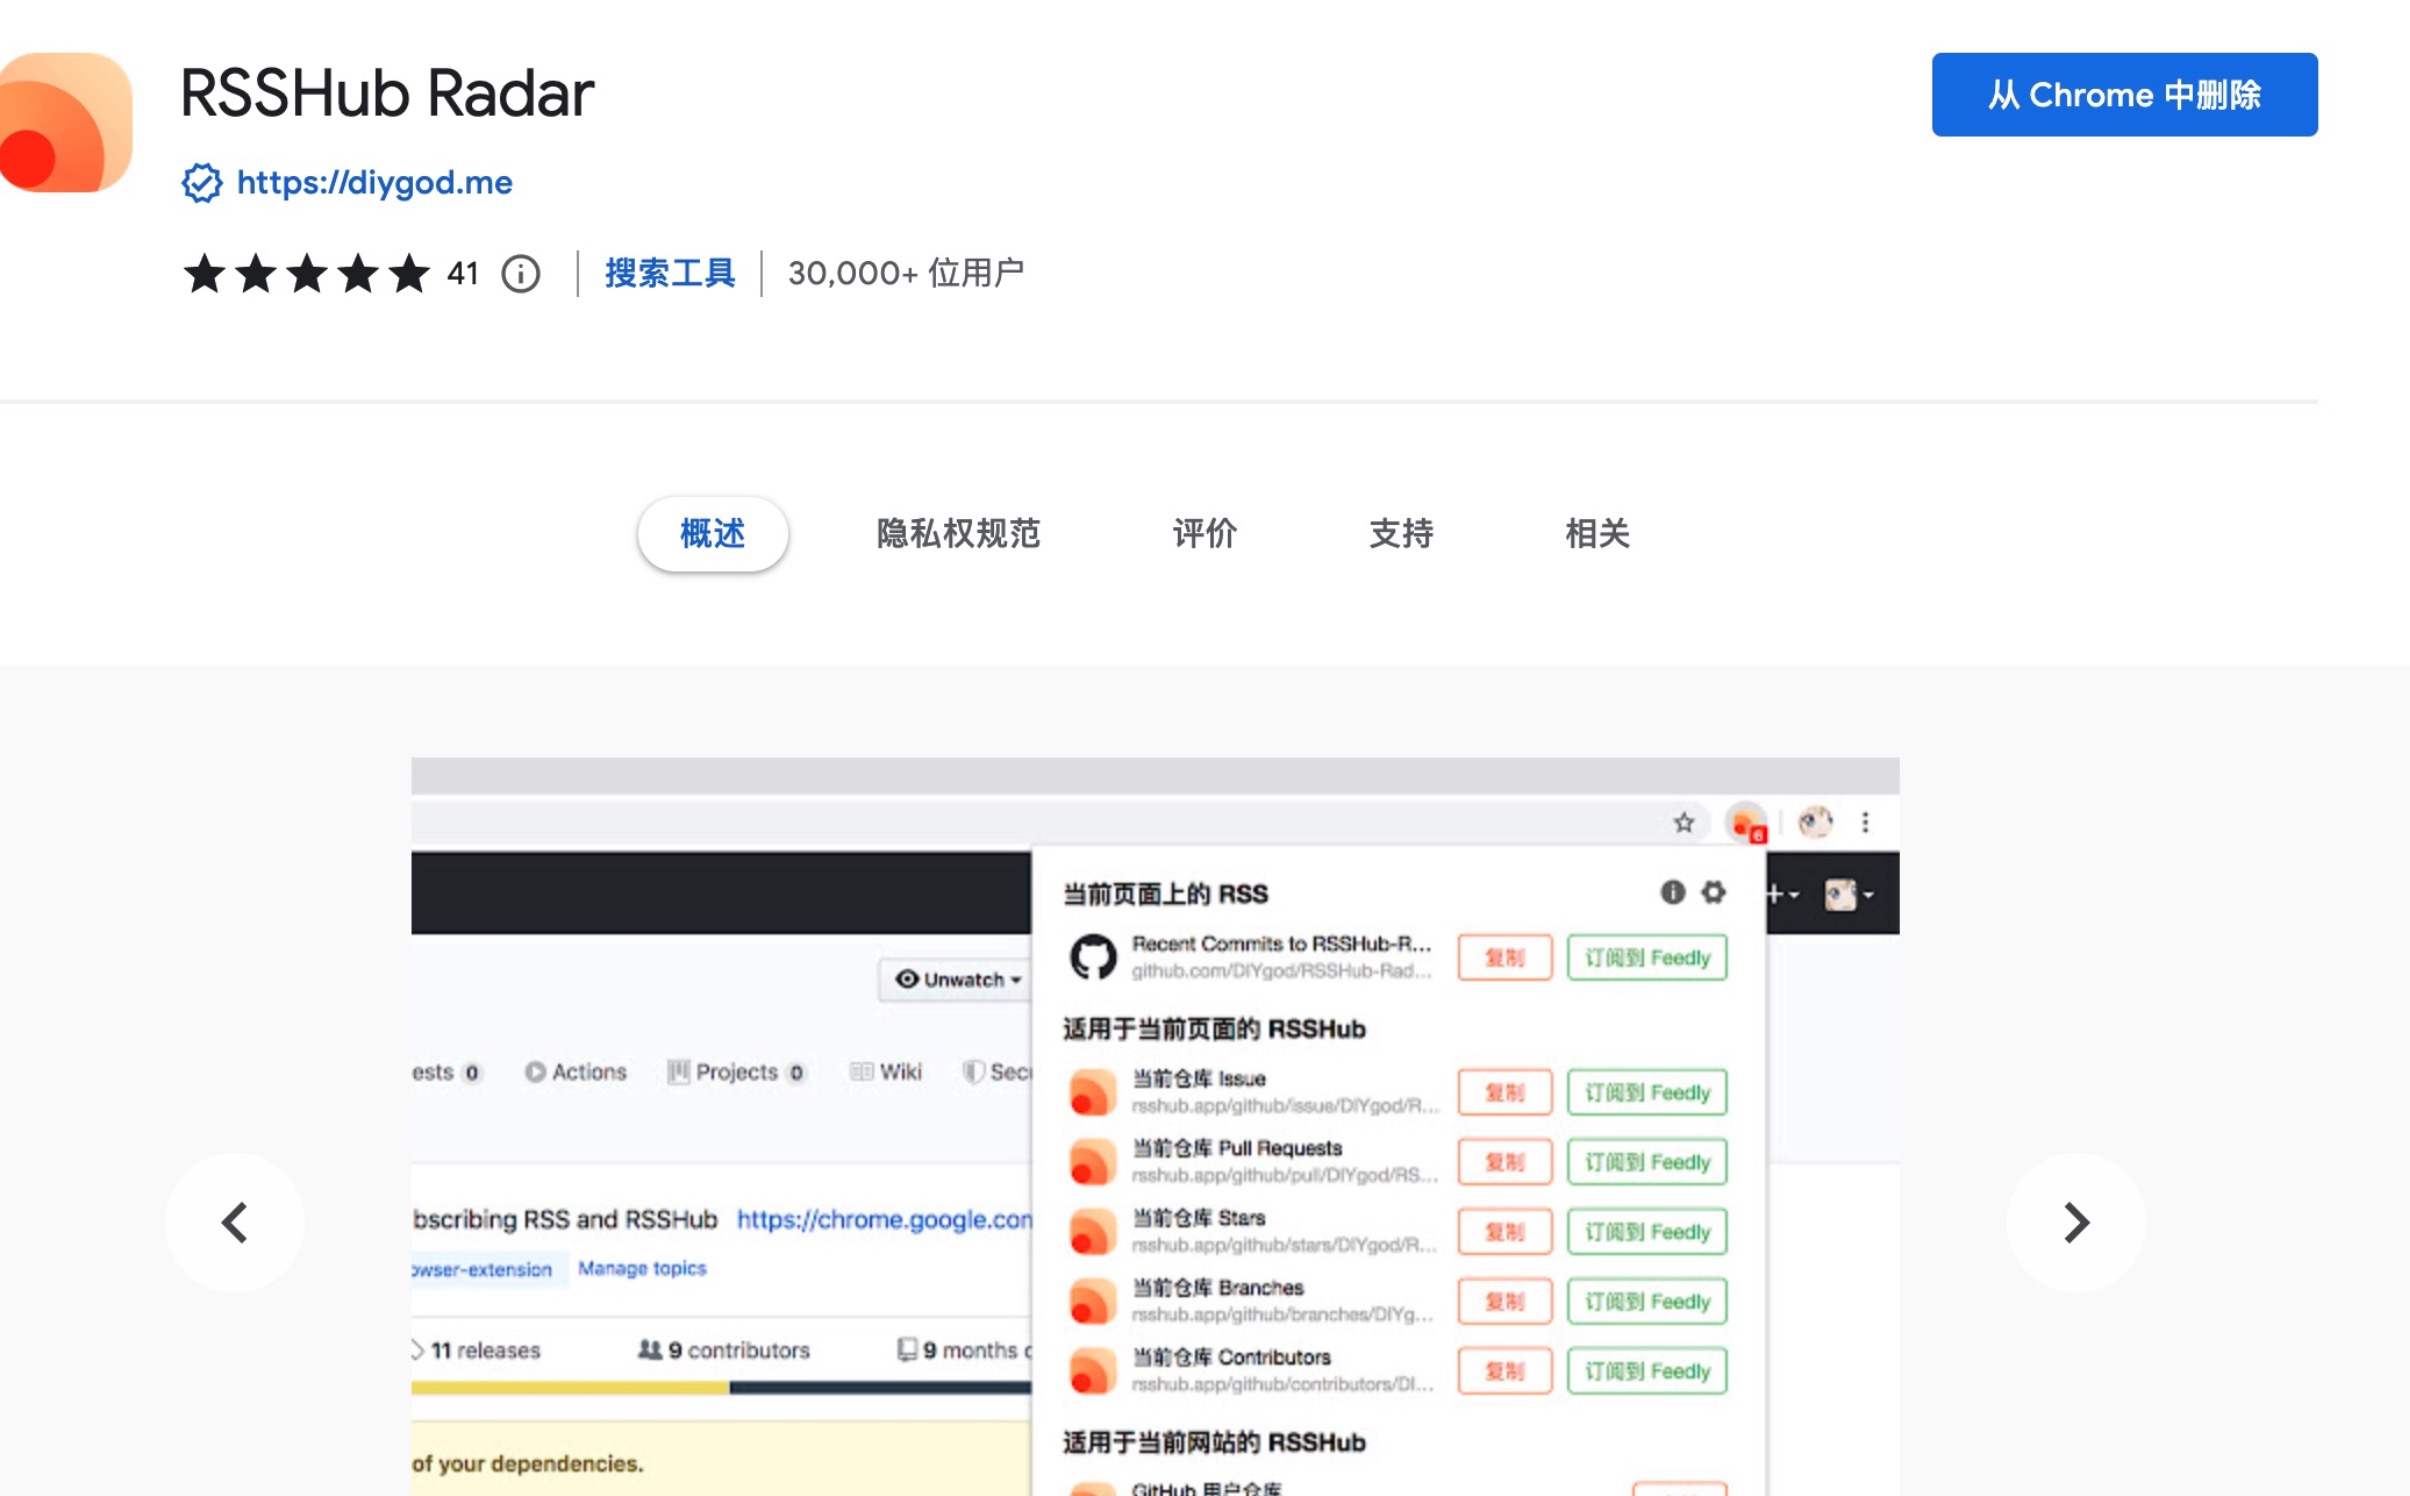 RSSHub Radar
从 Chrome 中删除
https://diygod.me
41
搜索工具
30,000+ 位用户
概述
隐私权规范
评价
支持
相关
6
当前页面上的 RSS
Recent Commits to RSSHub-R...
github.com/DIYgod/RSSHub-Rad...
复制
订阅到 Feedly
Unwatch
适用于当前页面的 RSSHub
ests 0
Actions
Projects 0
Wiki
Secu
当前仓库 Issue
rsshub.app/github/issue/DIYgod/R...
复制
订阅到 Feedly
当前仓库 Pull Requests
rsshub.app/github/pull/DIYgod/RS...
复制
订阅到 Feedly
bscribing RSS and RSSHub
https://chrome.google.con
当前仓库 Stars
rsshub.app/github/stars/DIYgod/R...
复制
订阅到 Feedly
owser-extension
Manage topics
当前仓库 Branches
rsshub.app/github/branches/DIYg...
复制
订阅到 Feedly
11 releases
9 contributors
9 months
当前仓库 Contributors
rsshub.app/github/contributors/DI...
复制
订阅到 Feedly
适用于当前网站的 RSSHub
of your dependencies.
GitHub 用户仓库